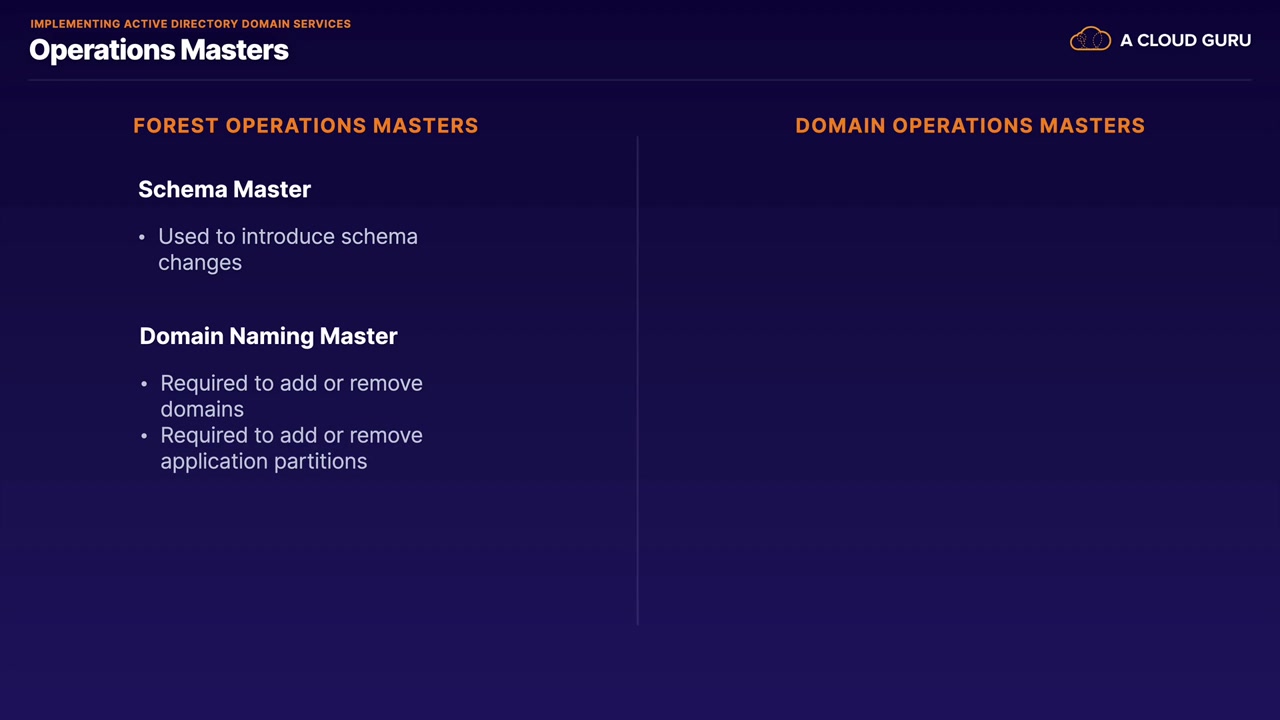 IMPLEMENTING ACTIVE DIRECTORY DOMAIN SERVICES
Operations Masters
A CLOUD GURU
FOREST OPERATIONS MASTERS
Schema Master
• Used to introduce schema
changes
Domain Naming Master
• Required to add or remove
domains
• Required to add or remove
application partitions
DOMAIN OPERATIONS MASTERS